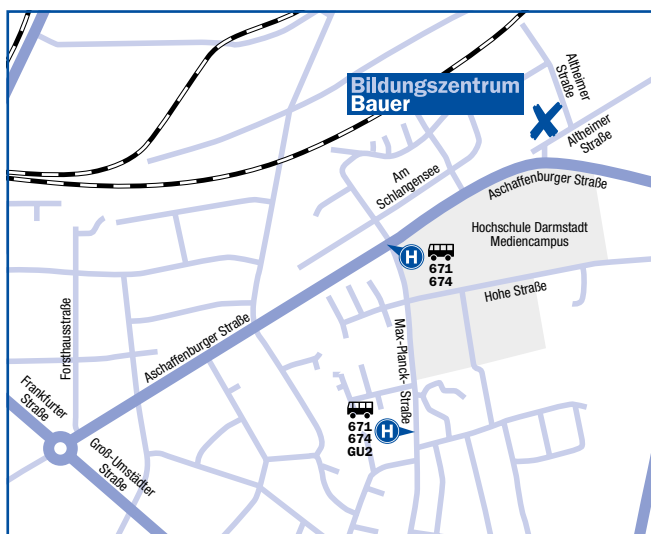 Bildungszentrum
Bauer
Altheimer
Straße
Altheimer
Straße
Am
Schlangensee
Aschaffenburger Straße
Hochschule Darmstadt
Mediencampus
H
671
674
Hohe Straße
Forsthausstraße
Aschaffenburger Straße
Max-Planck-Straße
Frankfurter
Straße
671
674
GU2
H
Groß-Umstädter
Straße